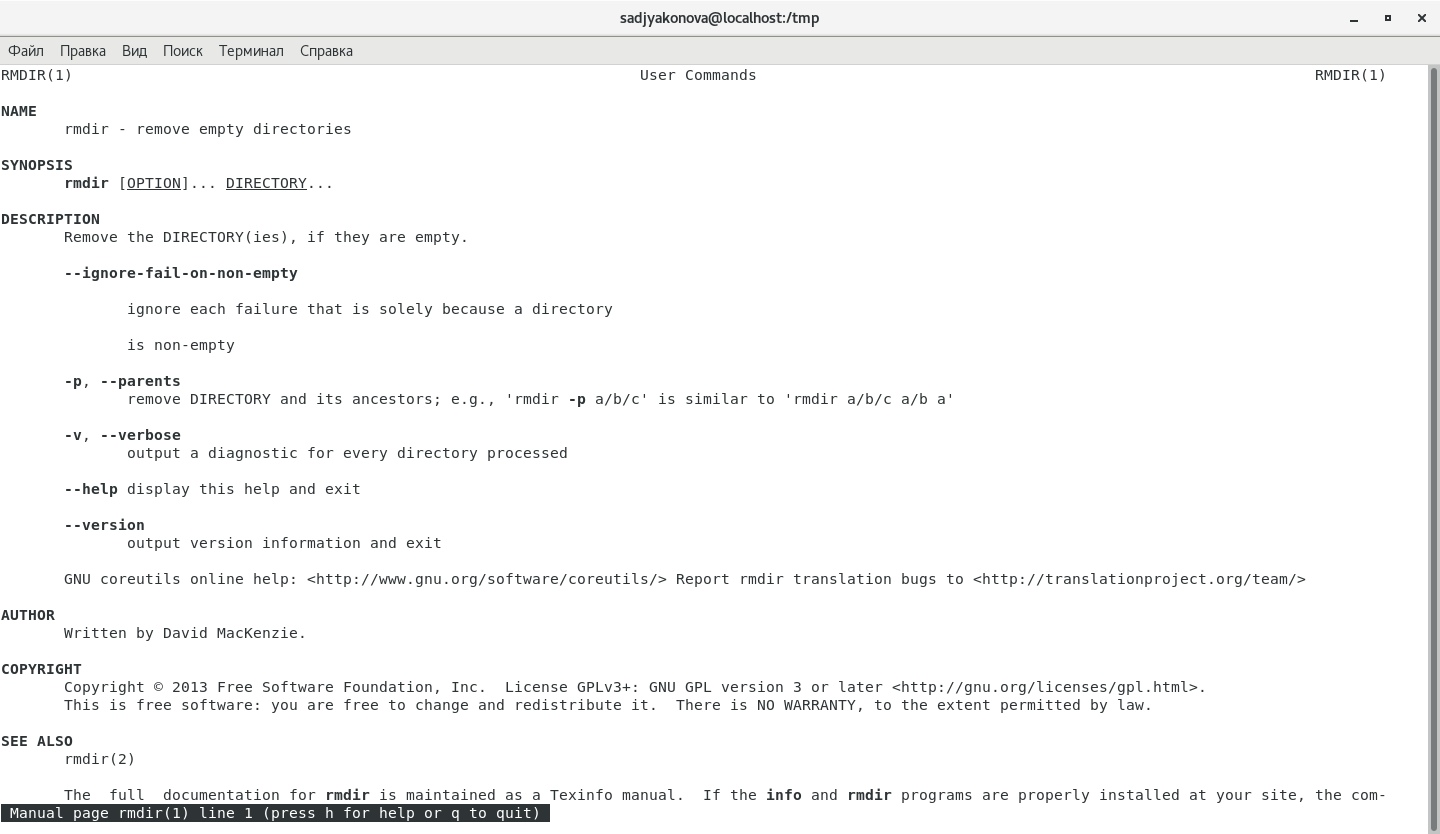 sadjyakonova@localhost:/tmp
Файл Правка Вид Поиск Терминал Справка
RMDIR(1) User Commands RMDIR(1)
NAME
rmdir - remove empty directories
SYNOPSIS
rmdir [OPTION]... DIRECTORY...
DESCRIPTION
Remove the DIRECTORY(ies), if they are empty.
--ignore-fail-on-non-empty
ignore each failure that is solely because a directory
is non-empty
-p, --parents
remove DIRECTORY and its ancestors; e.g., 'rmdir -p a/b/c' is similar to 'rmdir a/b/c a/b a'
-v, --verbose
output a diagnostic for every directory processed
--help display this help and exit
--version
output version information and exit
GNU coreutils online help: <http://www.gnu.org/software/coreutils/> Report rmdir translation bugs to <http://translationproject.org/team/>
AUTHOR
Written by David MacKenzie.
COPYRIGHT
Copyright © 2013 Free Software Foundation, Inc.  License GPLv3+: GNU GPL version 3 or later <http://gnu.org/licenses/gpl.html>.
This is free software: you are free to change and redistribute it.  There is NO WARRANTY, to the extent permitted by law.
SEE ALSO
rmdir(2)
The  full  documentation for rmdir is maintained as a Texinfo manual.  If the info and rmdir programs are properly installed at your site, the com-
Manual page rmdir(1) line 1 (press h for help or q to quit)